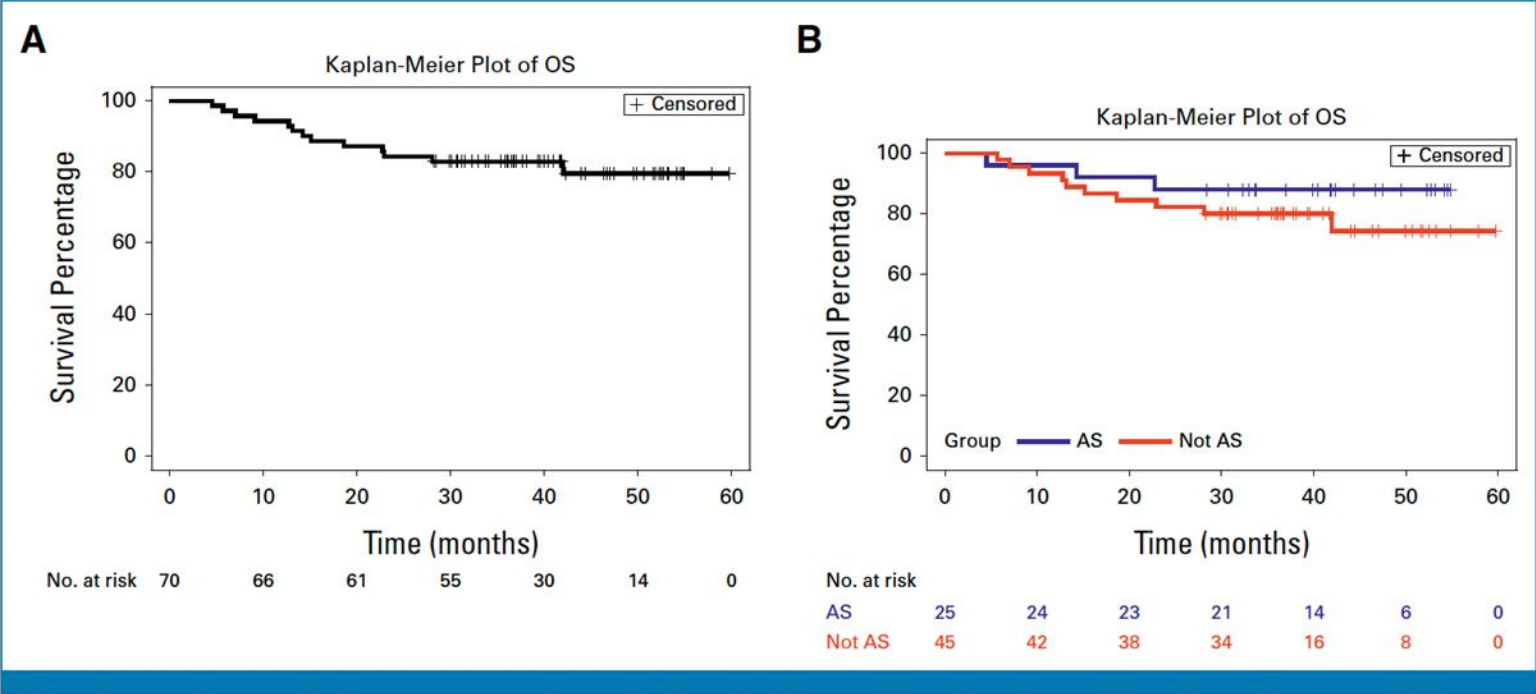 A
Kaplan-Meier Plot of OS
+ Censored
Survival Percentage
100
80
60
40
20
0
0 10 20 30 40 50 60
Time (months)
No. at risk 70 66 61 55 30 14 0
B
Kaplan-Meier Plot of OS
+ Censored
Survival Percentage
100
80
60
40
20
0
Group AS Not AS
0 10 20 30 40 50 60
Time (months)
No. at risk
AS 25 24 23 21 14 6 0
Not AS 45 42 38 34 16 8 0